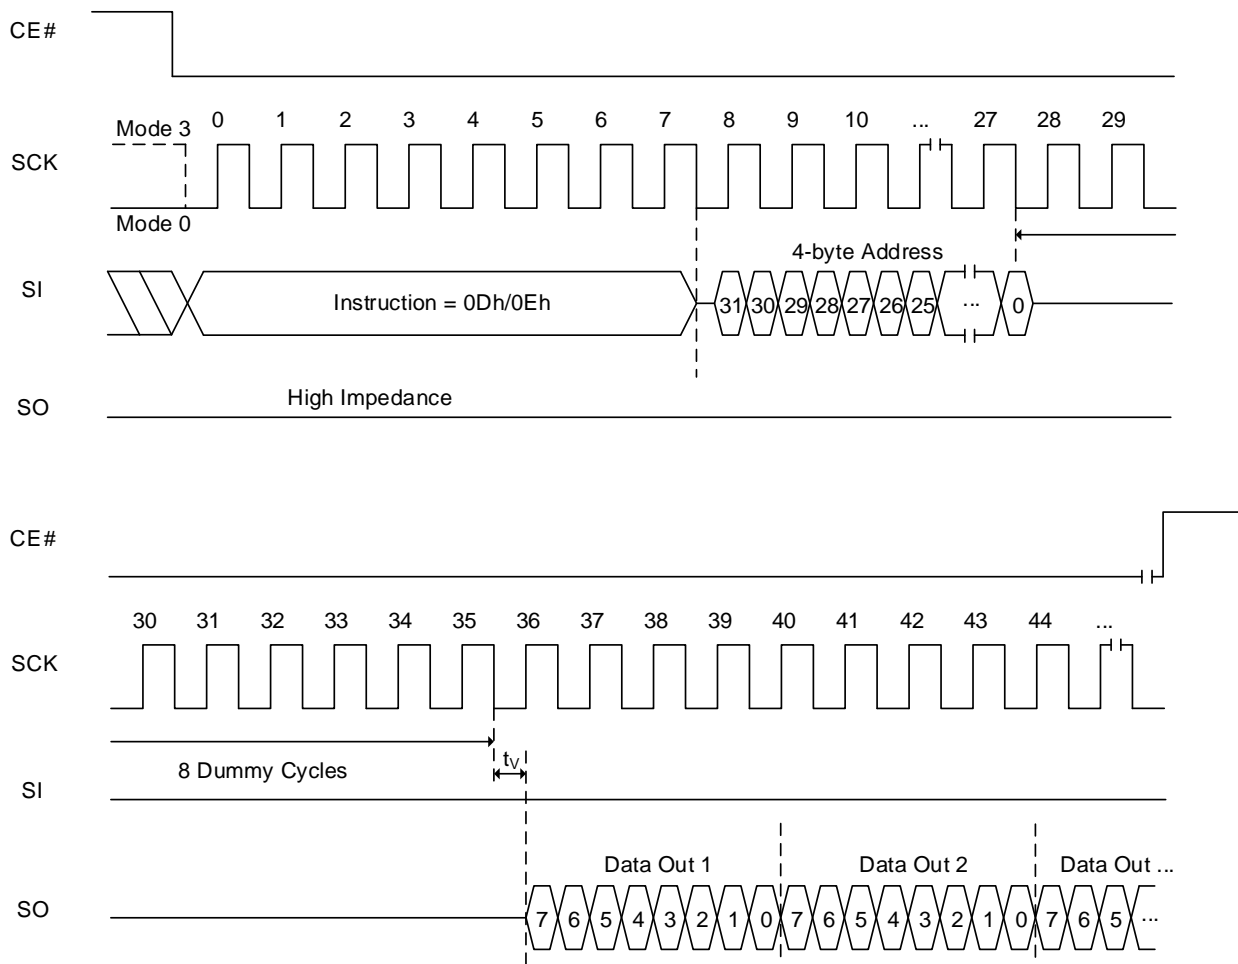 CE#
Mode 3
0 1 2 3 4 5 6 7 8 9 10 ... 27 28 29
SCK
Mode 0
4-byte Address
SI
Instruction = 0Dh/0Eh
31 30 29 28 27 26 25 ... 0
High Impedance
SO
CE#
30 31 32 33 34 35 36 37 38 39 40 41 42 43 44 ...
SCK
8 Dummy Cycles
tV
SI
Data Out 1 Data Out 2 Data Out ...
SO
7 6 5 4 3 2 1 0 7 6 5 4 3 2 1 0 7 6 5 ...